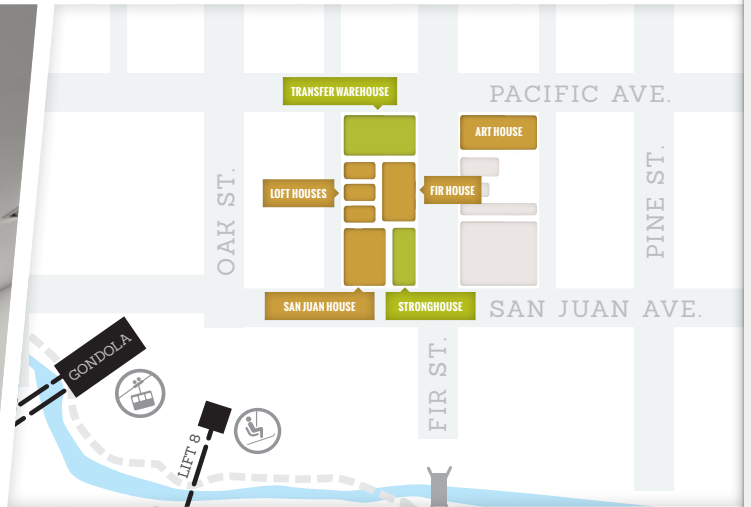 TRANSFER WAREHOUSE
PACIFIC AVE.
ART HOUSE
LOFT HOUSES
FIR HOUSE
OAK ST.
PINE ST.
SAN JUAN HOUSE
STRONGHOUSE
SAN JUAN AVE.
GONDOLA
FIR ST.
LIFT 8